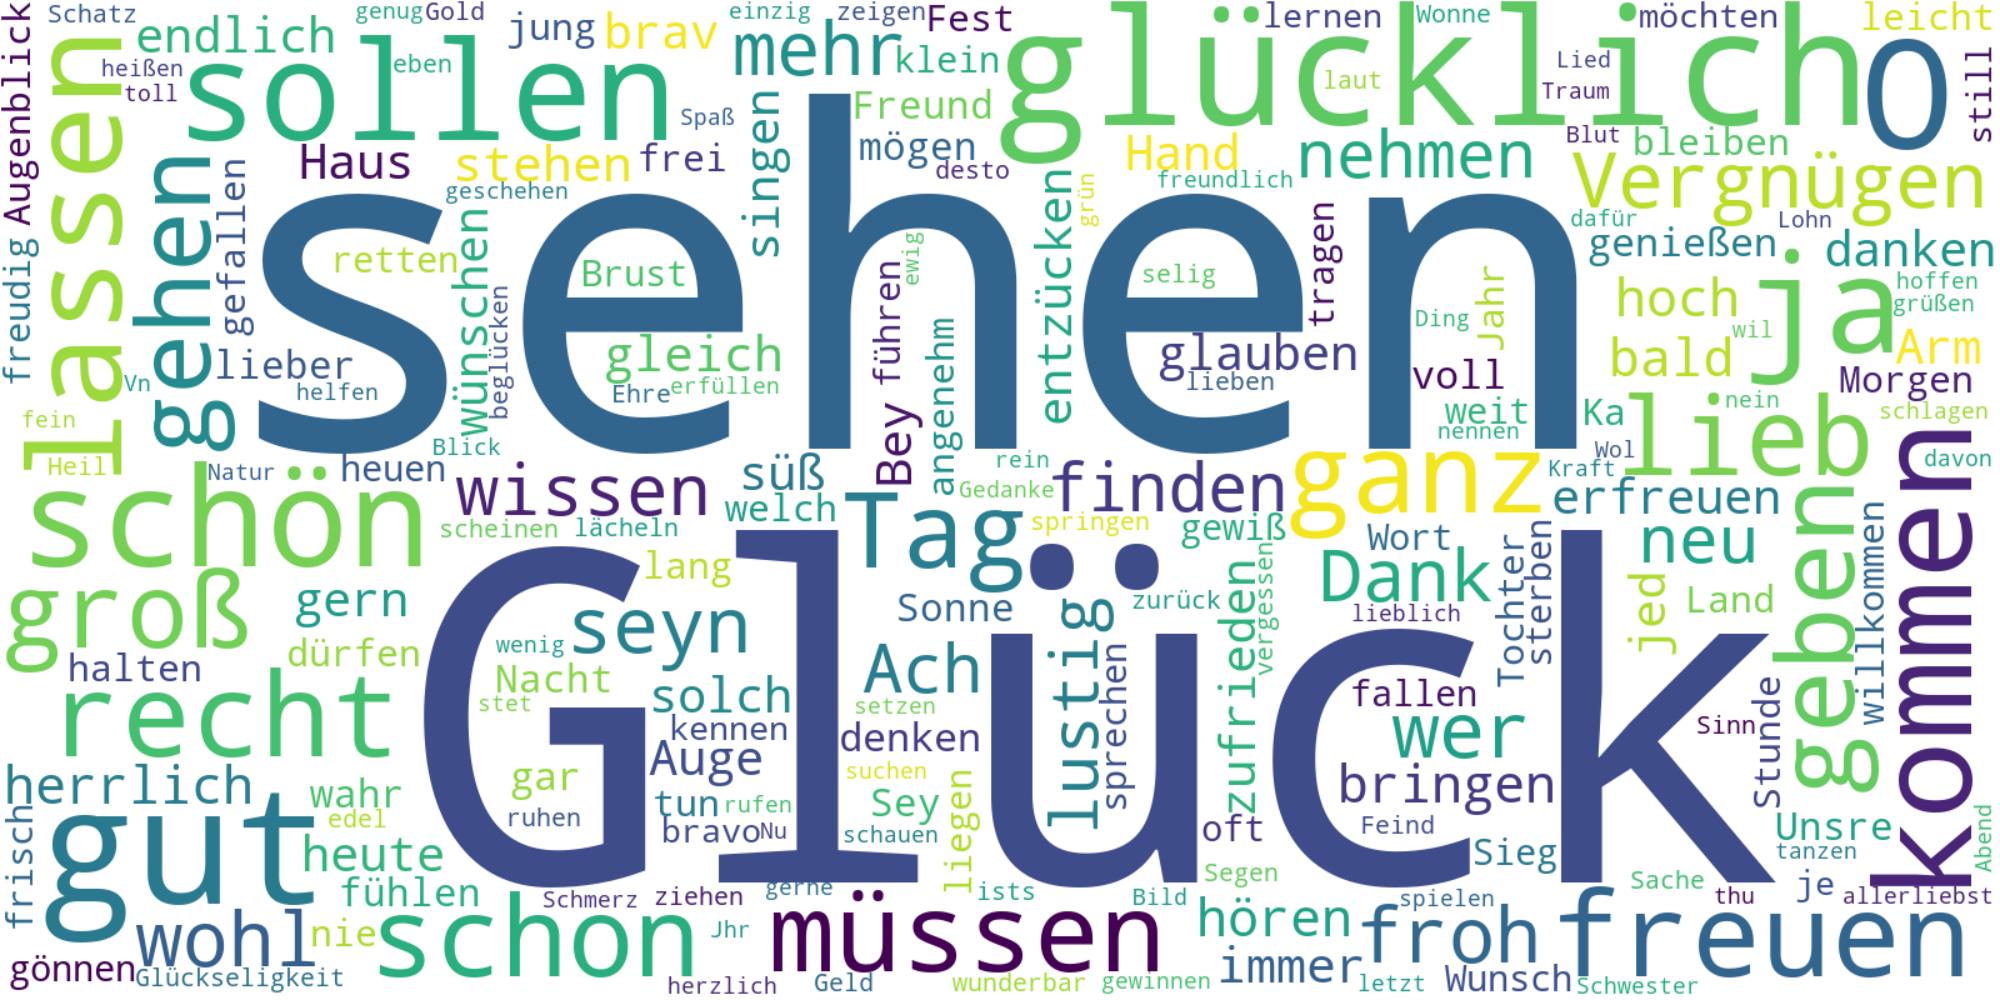 Schatz
genug
Gold
jung
brav
einzig
zeigen
Fest
lernen
Wonne
möchten
leicht
endlich
mehr
klein
glücklich
O
Lied
laut
Traum
heißen
toll
sollen
eben
Spaß
Freund
Augenblick
lassen
still
Haus
stehen
frei
singen
mögen
desto
Hand
freundlich
nehmen
Blut
bleiben
Vergnügen
gehen
gefallen
geschehen
grün
dafür
Lohn
freudig
sehen
retten
wünschen
Brust
ewig
entzücken
selig
tragen
genießen
danken
hoffen
grüßen
ja
hoch
Jahr
Ding
wil
bald
Arm
lieber
beglücken
gleich
führen
angenehm
glauben
lieben
voll
Morgen
Vn
helfen
Ehre
erfüllen
fein
Bey
weit
nennen
Ka
nein
lieb
schlagen
Heil
Natur
heuen
Blick
süß
rein
Gedanke
finden
ganz
Wol
Kraft
davon
schön
wissen
welch
Tag
springen
gewiß
erfreuen
kommen
scheinen
lächeln
Wort
sterben
neu
geben
willkommen
lang
Glück
groß
gern
seyn
Sonne
lustig
zurück
zufrieden
vergessen
Dank
lieblich
Tochter
jed
Land
halten
dürfen
wenig
Nacht
stet
solch
kennen
Ach
setzen
sprechen
fallen
wer
Sinn
Stunde
recht
Auge
denken
herrlich
wahr
gar
suchen
bringen
edel
ruhen
tun
rufen
Sey
liegen
bravo
Nu
schauen
oft
Feind
Unsre
tanzen
Abend
frisch
gut
heute
Sieg
Segen
fühlen
Schmerz
ziehen
gerne
ists
Bild
Sache
thu
je
allerliebst
wohl
nie
schon
Jhr
müssen
hören
froh
spielen
freuen
gönnen
Glückseligkeit
herzlich
Geld
wunderbar
gewinnen
immer
letzt
Wunsch
Schwester